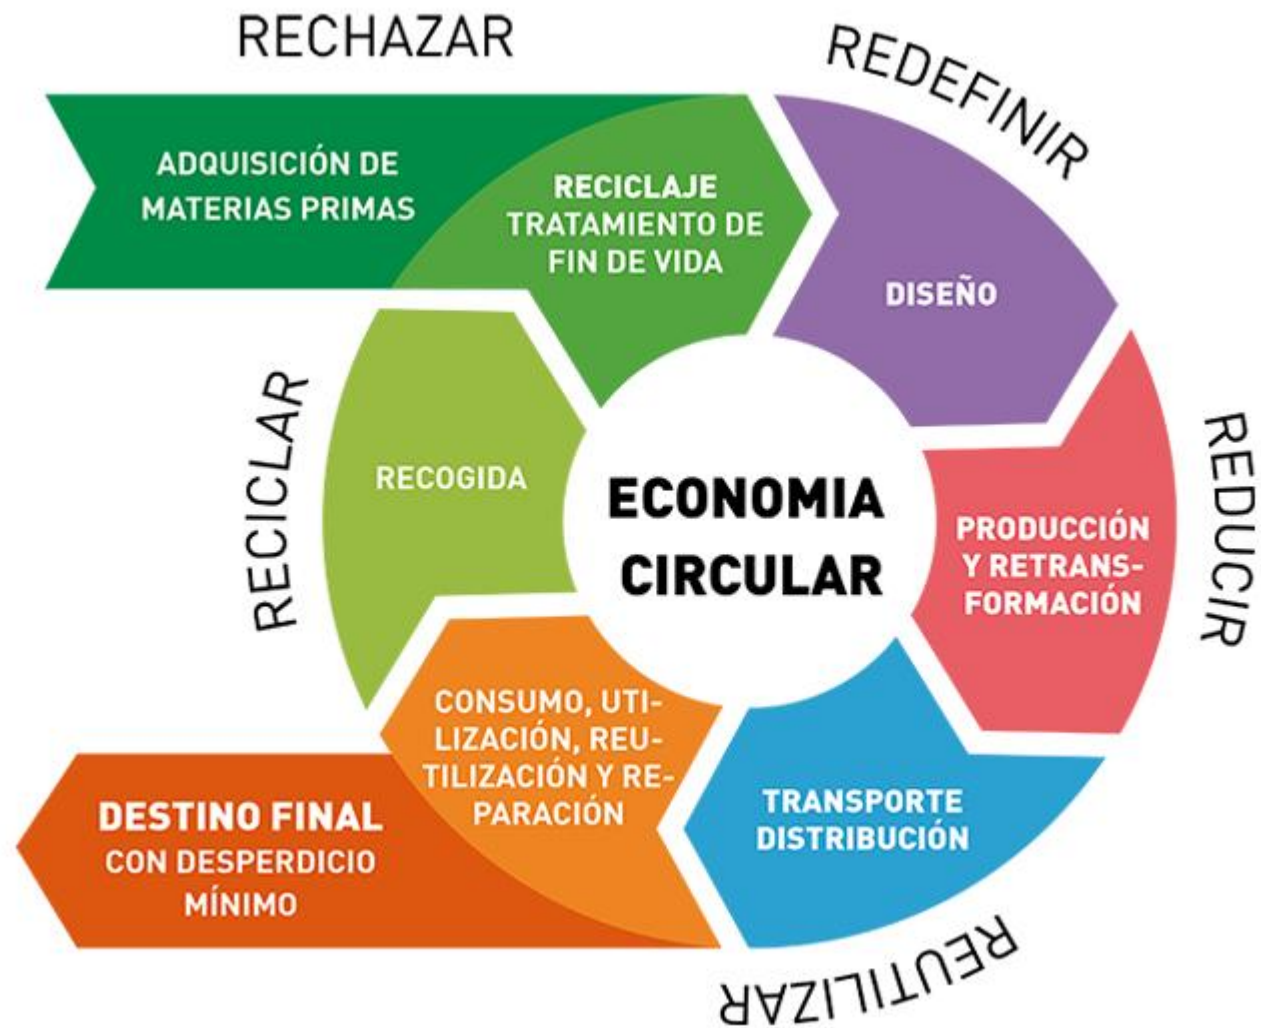 RECHAZAR
REDEFINIR
ADQUISICIÓN DE
MATERIAS PRIMAS
RECICLAJE
TRATAMIENTO DE
FIN DE VIDA
DISEÑO
REDUCIR
PRODUCCIÓN
Y RETRANS-
FORMACIÓN
ECONOMIA
CIRCULAR
RECICLAR
RECOGIDA
CONSUMO, UTI-
LIZACIÓN, REU-
TILIZACIÓN Y RE-
PARACIÓN
TRANSPORTE
DISTRIBUCIÓN
DESTINO FINAL
CON DESPERDICIO
MÍNIMO
REUTILIZAR